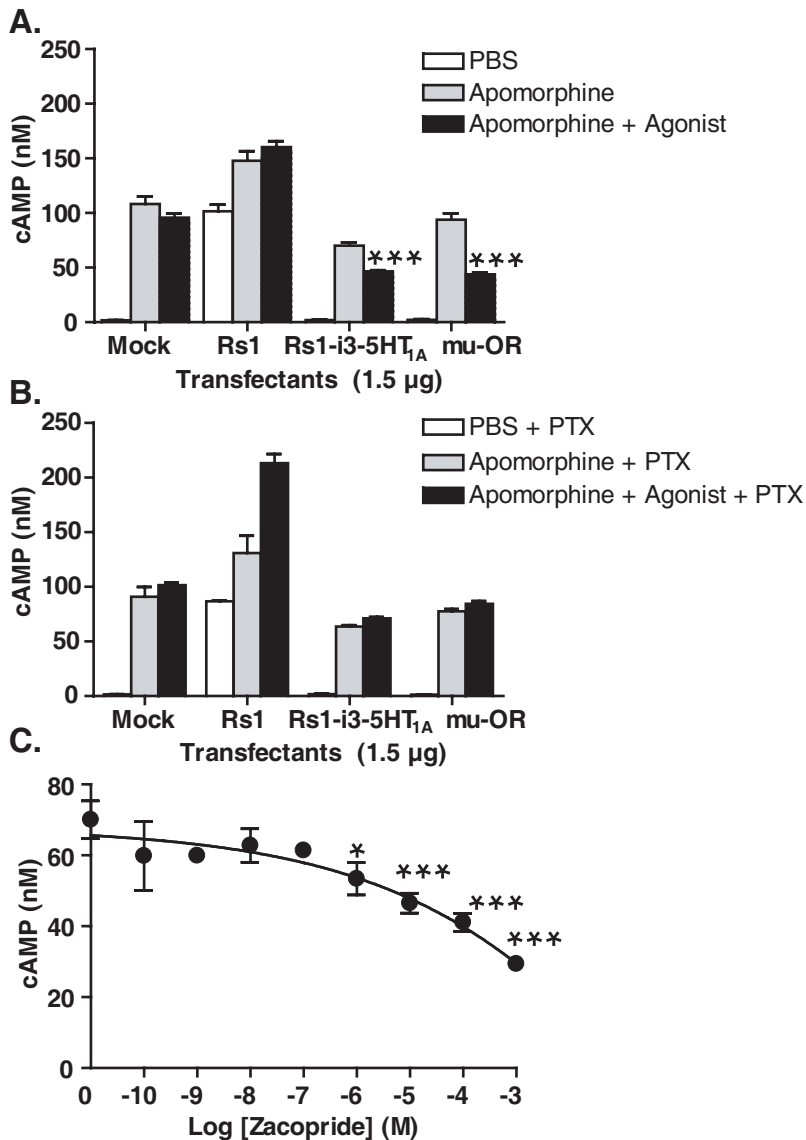 A.
250
200
150
100
50
0
cAMP (nM)
PBS
Apomorphine
Apomorphine + Agonist
***
***
Mock Rs1 Rs1-i3-5HT1A mu-OR
Transfectants (1.5 µg)
B.
250
200
150
100
50
0
cAMP (nM)
PBS + PTX
Apomorphine + PTX
Apomorphine + Agonist + PTX
Mock Rs1 Rs1-i3-5HT1A mu-OR
Transfectants (1.5 µg)
C.
80
60
40
20
0
cAMP (nM)
*
***
***
***
0 -10 -9 -8 -7 -6 -5 -4 -3
Log [Zacopride] (M)